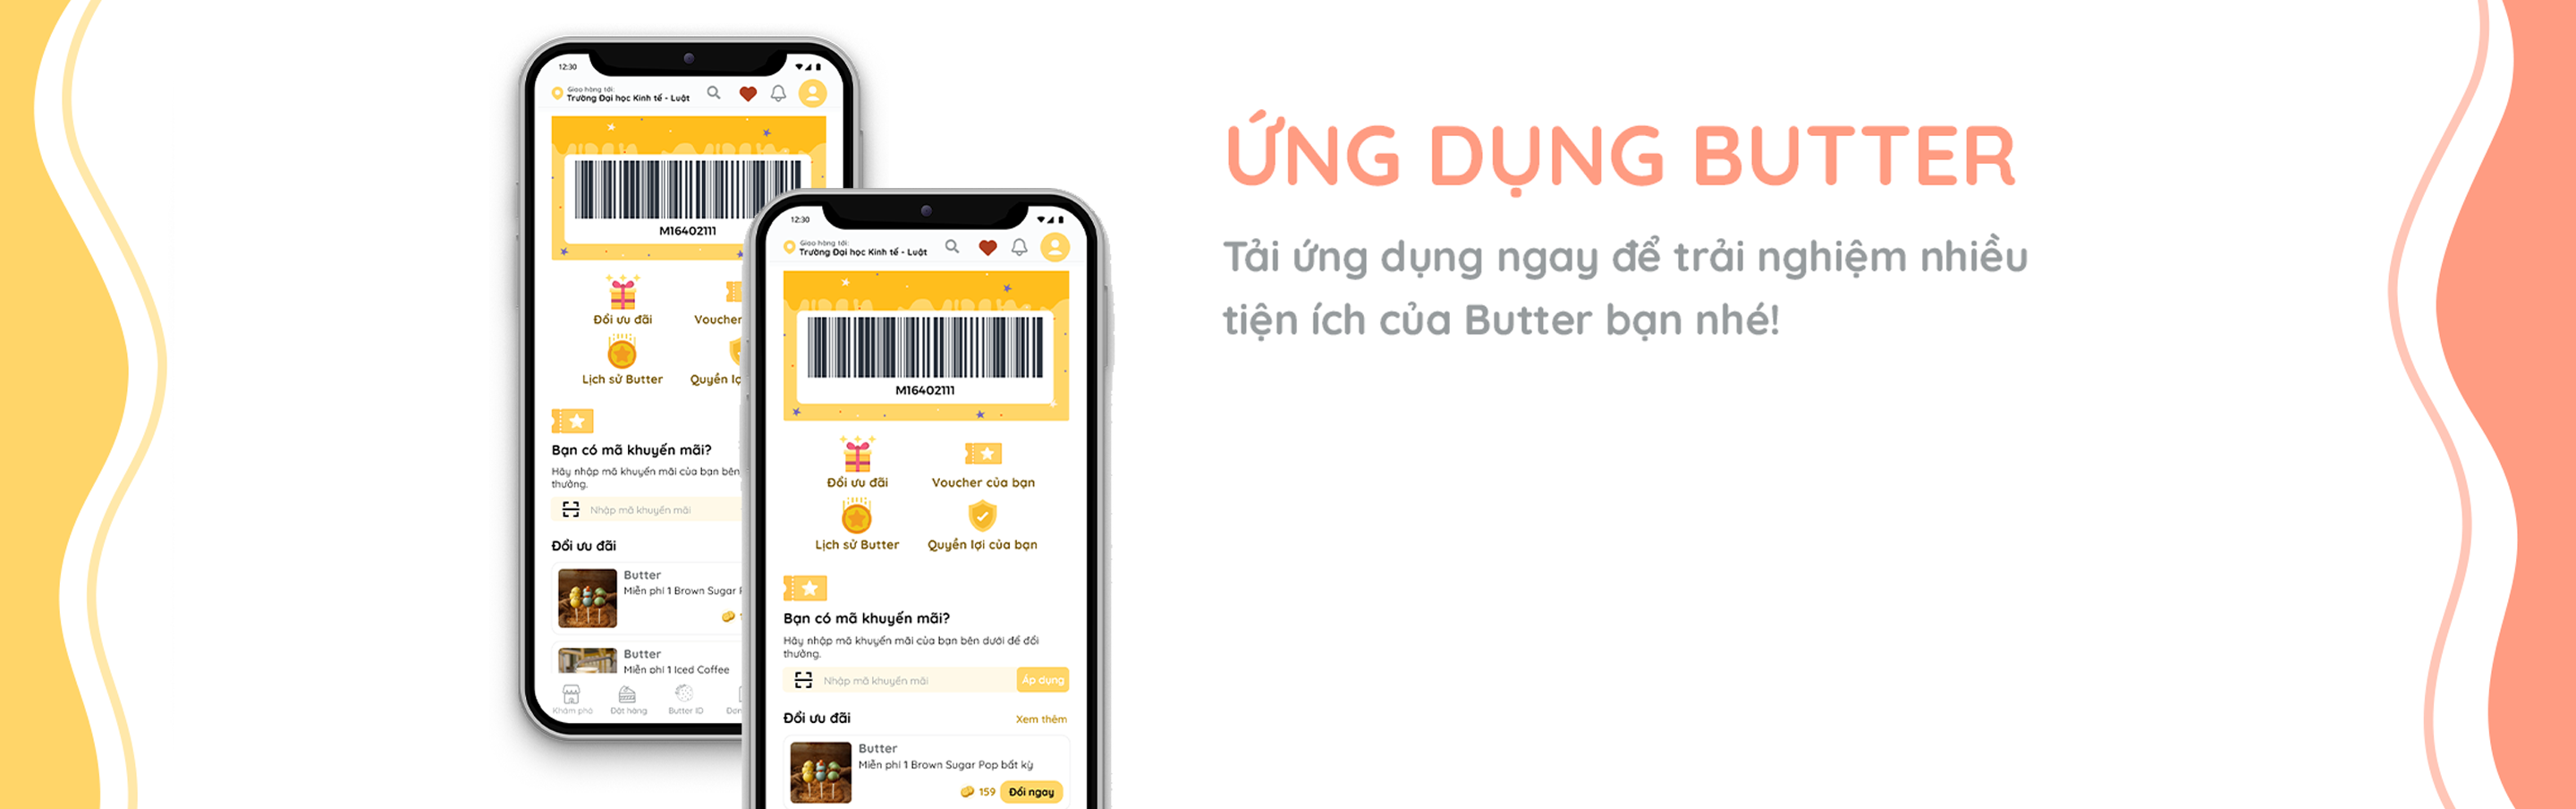 12:30
Giao hàng tới:
Trường Đại học Kinh tế - Luật
M16402111
Đổi ưu đãi
Voucher
Lịch sử Butter
Quyền
Bạn có mã khuyến mãi?
Hãy nhập mã khuyến mãi của bạn bên
thưởng.
Nhập mã khuyến mãi
Đổi ưu đãi
Butter
Miễn phí 1 Brown Sugar
Butter
Miễn phí 1 Iced Coffee
Khám phá
Đặt hàng
Butter ID
12:30
Giao hàng tới:
Trường Đại học Kinh tế - Luật
M16402111
Đổi ưu đãi
Voucher của bạn
Lịch sử Butter
Quyền lợi của bạn
Bạn có mã khuyến mãi?
Hãy nhập mã khuyến mãi của bạn bên dưới để đổi
thưởng.
Nhập mã khuyến mãi
Áp dụng
Đổi ưu đãi
Xem thêm
Butter
Miễn phí 1 Brown Sugar Pop bất kỳ
159
Đổi ngay
ỨNG DỤNG BUTTER
Tải ứng dụng ngay để trải nghiệm nhiều
tiện ích của Butter bạn nhé!